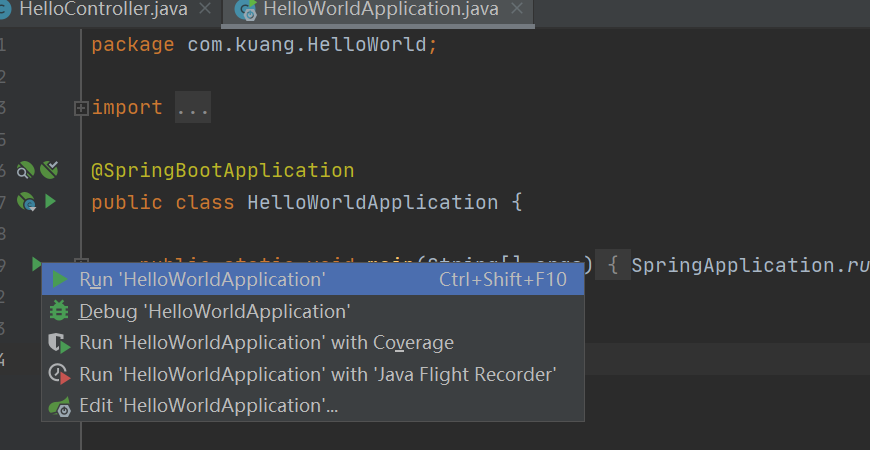 HelloController.java × HelloWorldApplication.java ×
1 package com.kuang.HelloWorld;
2
3 import ...
5
6 @SpringBootApplication
7 public class HelloWorldApplication {
8
9 public static void main(String[] args) { SpringApplication.ru
Run 'HelloWorldApplication' Ctrl+Shift+F10
2 Debug 'HelloWorldApplication'
3 Run 'HelloWorldApplication' with Coverage
4 Run 'HelloWorldApplication' with 'Java Flight Recorder'
Edit 'HelloWorldApplication'...